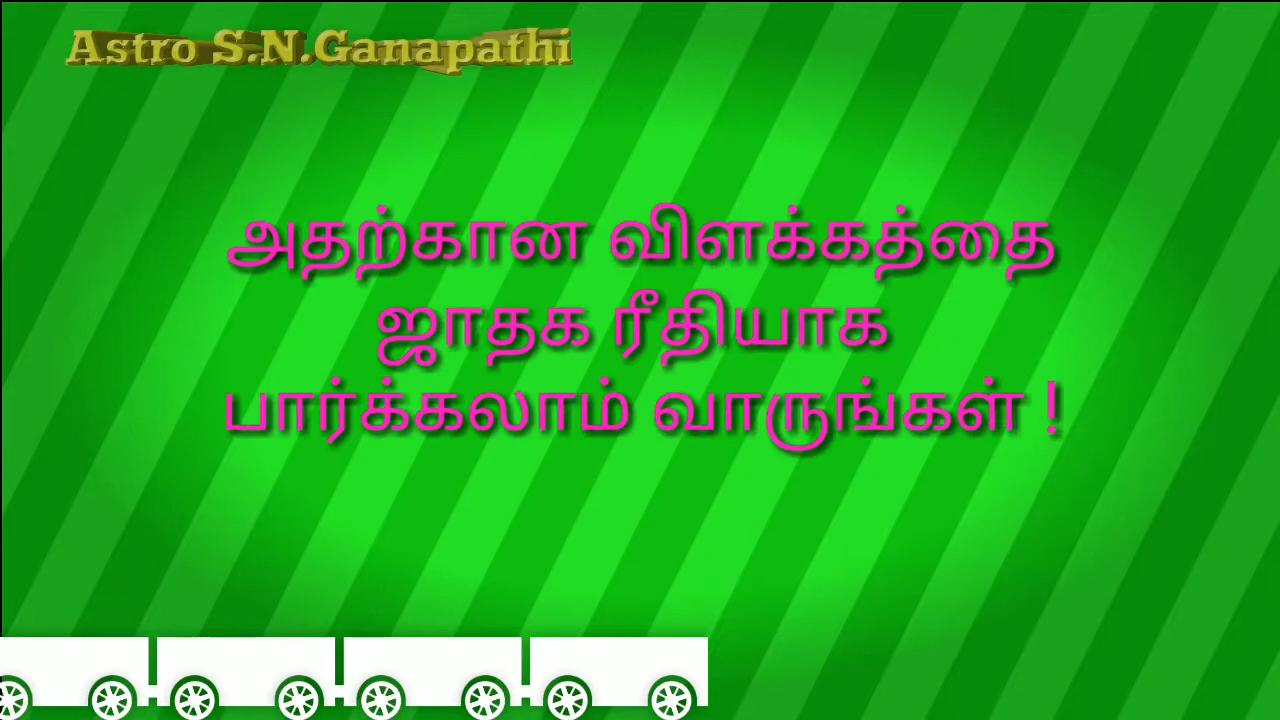 Astro S.N.Ganapathi
அதற்கான விளக்கத்தை
ஜாதக ரீதியாக
பார்க்கலாம் வாருங்கள் !